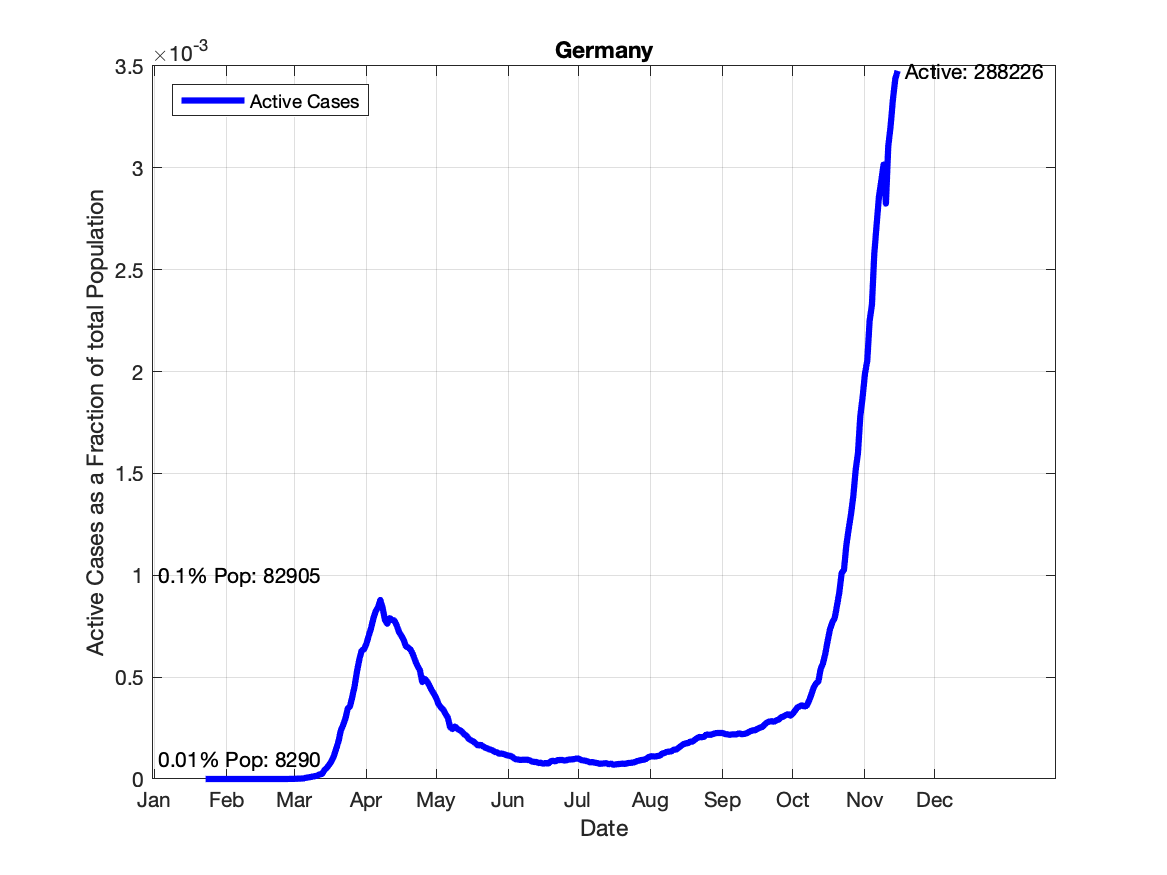 Germany
×10-3
3.5
3
2.5
2
1.5
1
0.5
0
Active Cases as a Fraction of total Population
Active Cases
Active: 288226
0.1% Pop: 82905
0.01% Pop: 8290
Jan Feb Mar Apr May Jun Jul Aug Sep Oct Nov Dec
Date